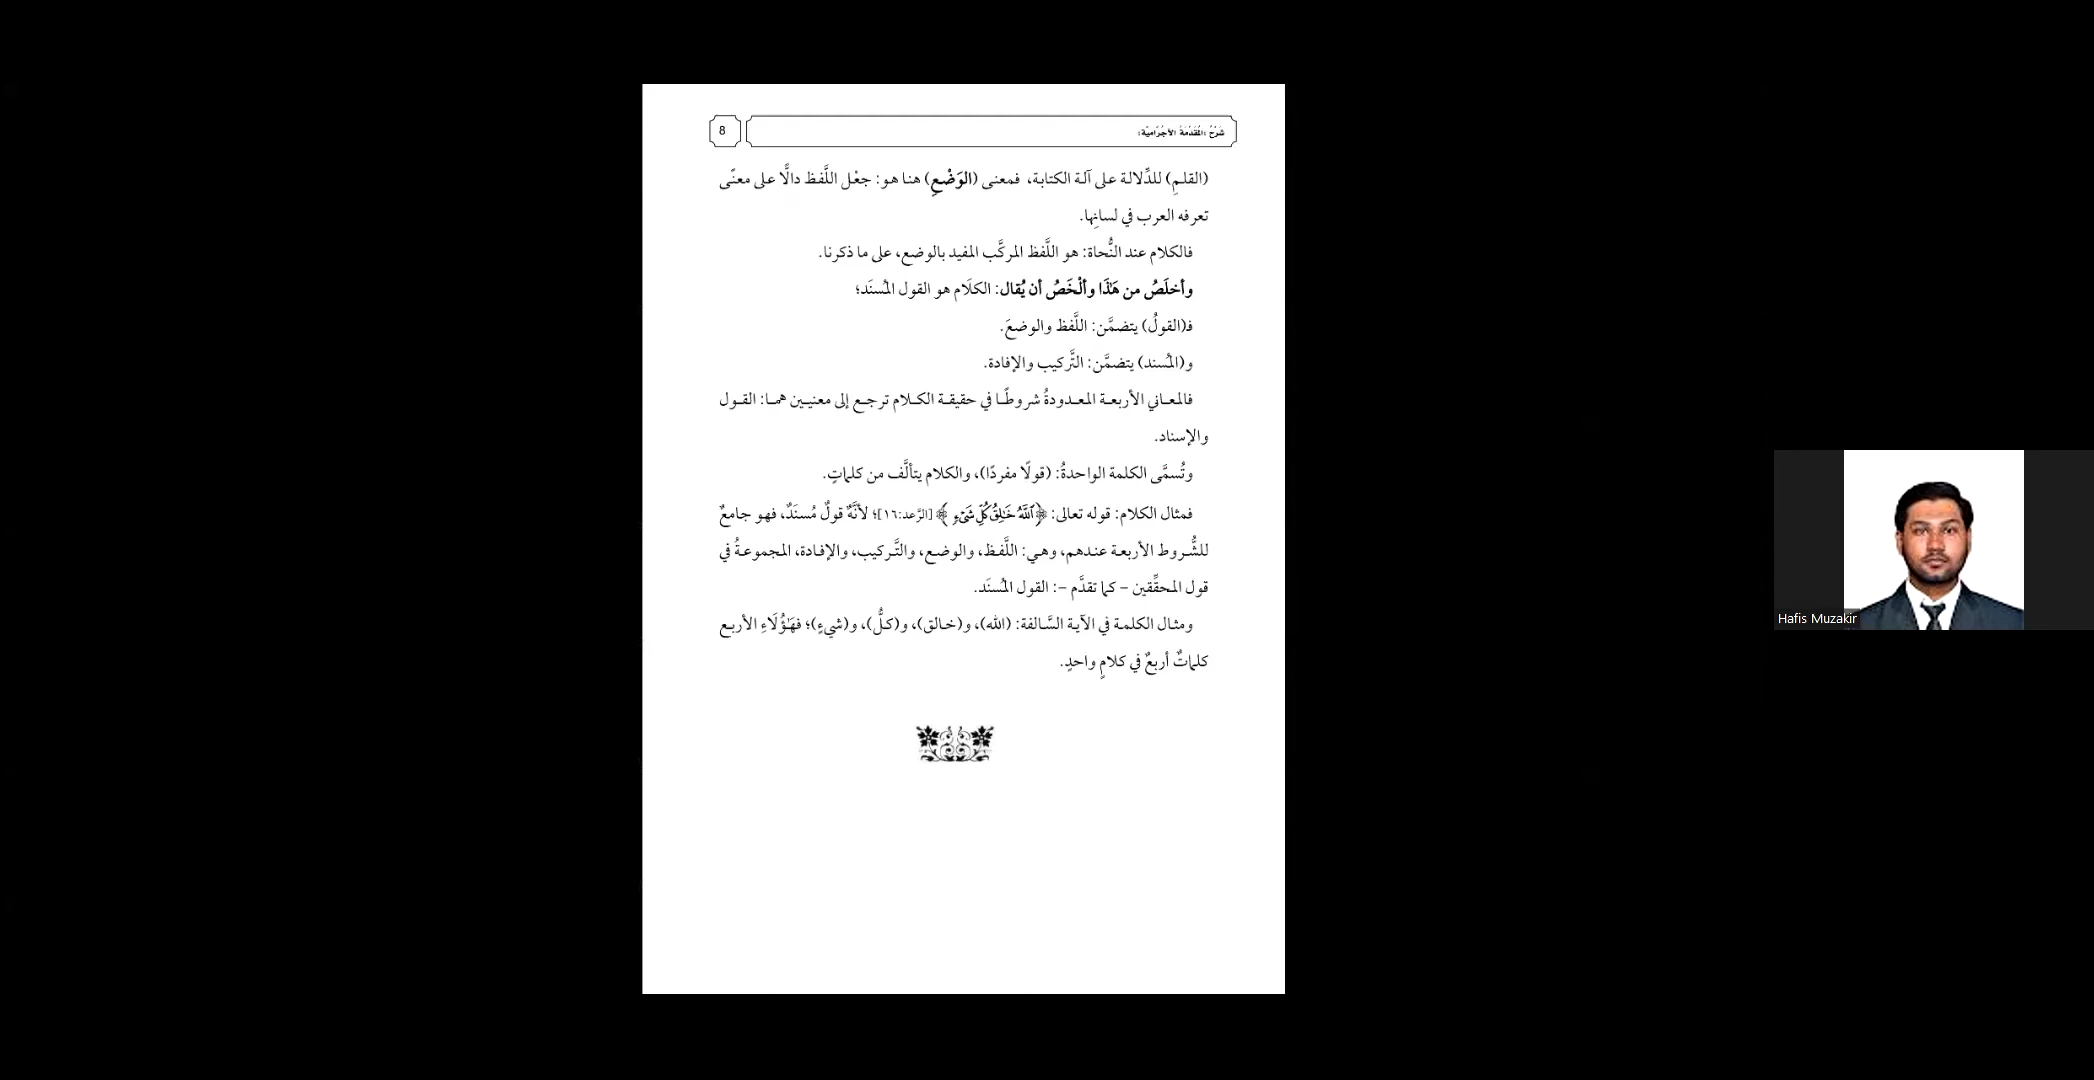 شَرْحُ المُقَدِّمَةِ الآجُرَّامِيَّة:
8
(القلمِ) للدِّلالة على آلة الكتابة، فمعنى (الوَضْعِ) هنا هو: جعْل اللَّفظ دالًّا على معنًى
تعرفه العرب في لسانِها.
فالكلام عند النُّحاة: هو اللَّفظ المركَّب المفيد بالوضع، على ما ذكرنا.
وأخلَصُ من هَٰذَا وألْخَصُ أن يُقال: الكلَام هو القول المُسنَد؛
فـ(القولُ) يتضمَّن: اللَّفظ والوضعَ.
و(المُسند) يتضمَّن: التَّركيب والإفادة.
فالمعاني الأربعة المعدودةُ شروطًا في حقيقة الكلام ترجع إلى معنيين هما: القول
والإسناد.
وتُسمَّى الكلمة الواحدةُ: (قولًا مفردًا)، والكلام يتألَّف من كلماتٍ.
فمثال الكلام: قوله تعالى: ﴿ٱللَّهُ خَٰلِقُ كُلِّ شَىْءٍ﴾ [الرَّعد:١٦]؛ لأنَّهُ قولٌ مُسنَدٌ، فهو جامعٌ
للشُّروط الأربعة عندهم، وهي: اللَّفظ، والوضع، والتَّركيب، والإفادة، المجموعةُ في
قول المحقِّقين – كما تقدَّم –: القول المُسنَد.
ومثال الكلمة في الآية السَّالفة: (الله)، و(خالق)، و(كلُّ)، و(شيءٍ)؛ فهَٰؤُلَاءِ الأربع
كلماتٌ أربعٌ في كلامٍ واحدٍ.
Hafis Muzakir